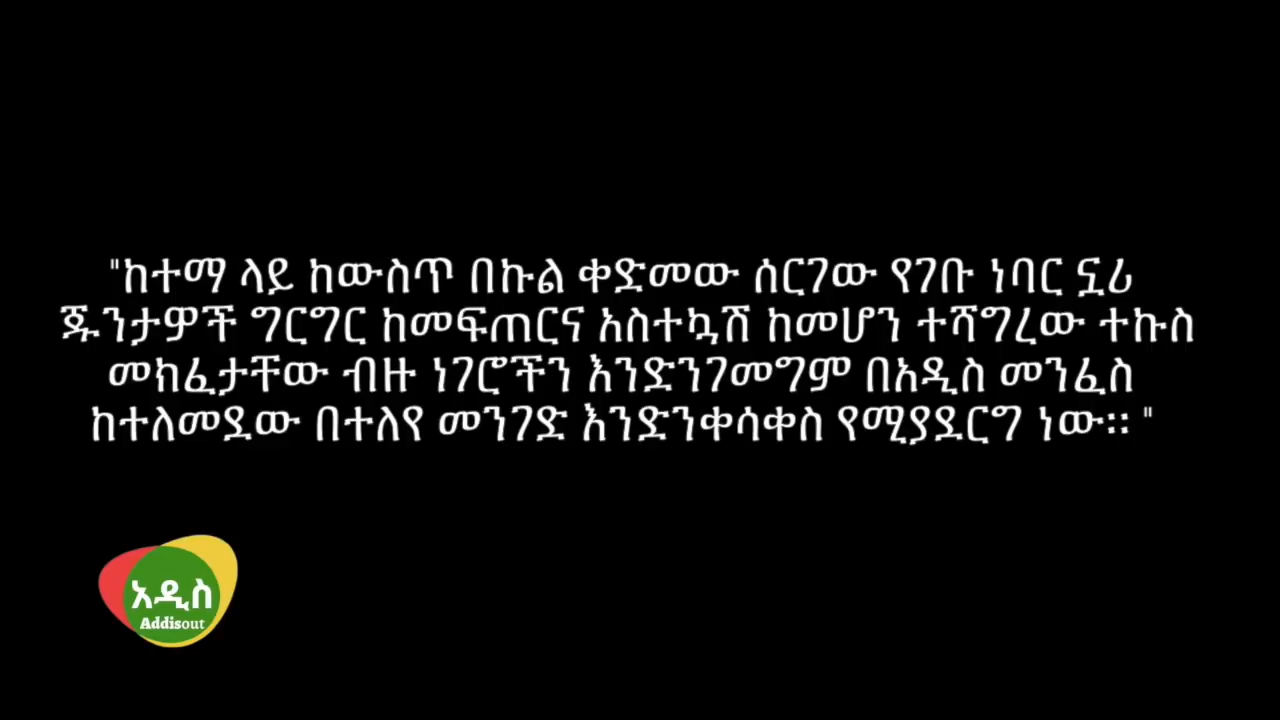 "ከተማ ላይ ከውስጥ በኩል ቀድመው ሰርገው የገቡ ነባር ኗሪ
ጁንታዎች ግርግር ከመፍጠርና አስተኳሽ ከመሆን ተሻግረው ተኩስ
መክፈታቸው ብዙ ነገሮችን እንድንገመግም በአዲስ መንፈስ
ከተለመደው በተለየ መንገድ እንድንቀሳቀስ የሚያደርግ ነው፡፡ "
አዲስ
Addisout